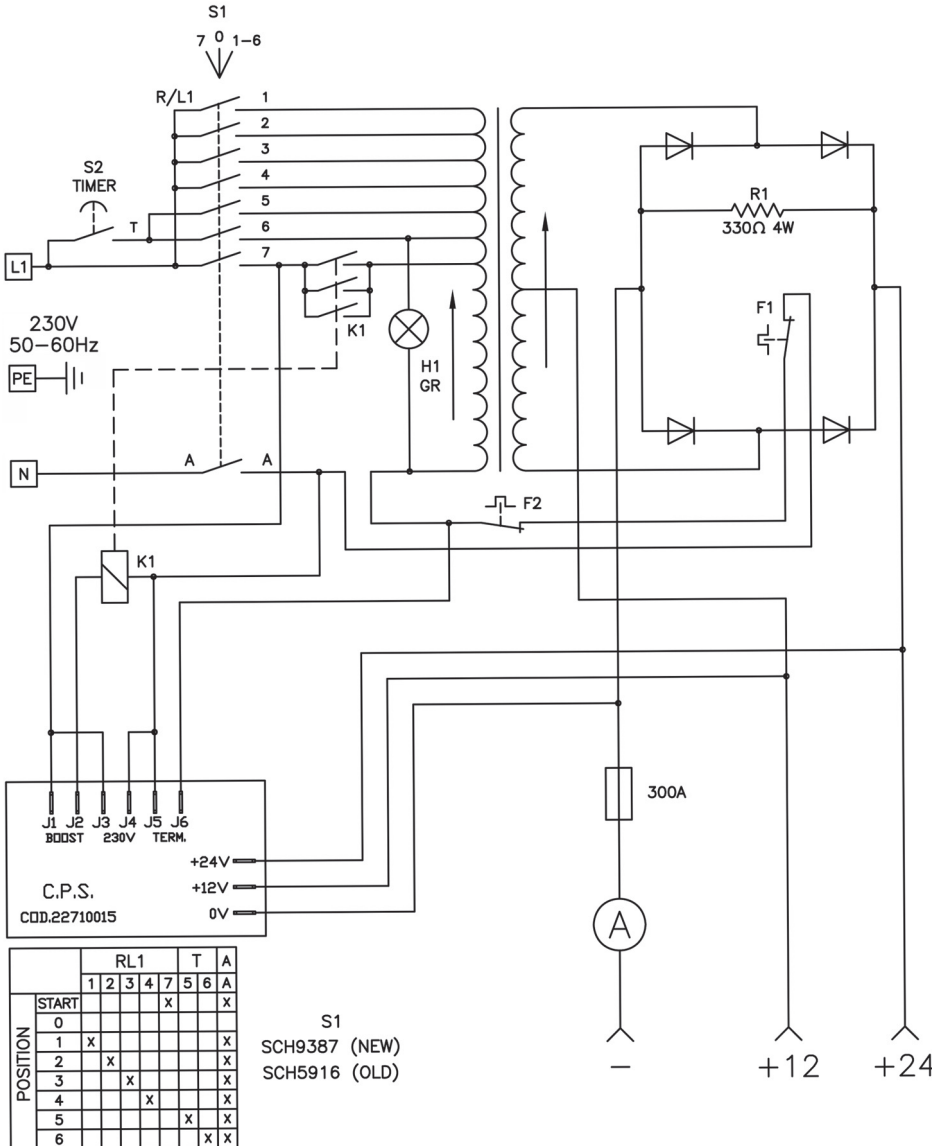 S1
7 0 1-6
R/L1 1
2
3
4
5
6
7
S2
TIMER
T
L1
230V
50-60Hz
PE
N
A A
K1
H1
GR
R1
330Ω 4W
F1
F2
K1
300A
J1 J2 J3 J4 J5 J6
BOOST 230V TERM.
+24V
+12V
0V
C.P.S.
COD.22710015
A
- +12 +24
RL1 T A
1 2 3 4 7 5 6 A
POSITION
START X X
0
1 X X
2 X X
3 X X
4 X X
5 X X
6 X X
S1
SCH9387 (NEW)
SCH5916 (OLD)